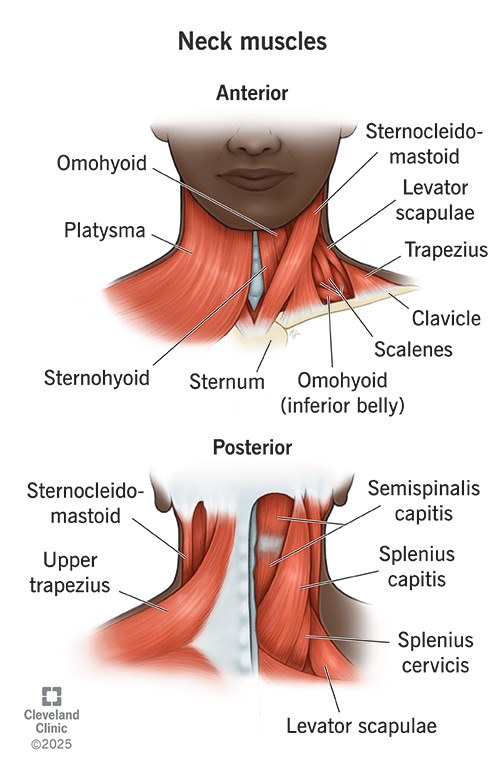 Neck muscles
Anterior
Sternocleido-
mastoid
Omohyoid
Levator
scapulae
Platysma
Trapezius
Clavicle
Scalenes
Sternohyoid
Sternum
Omohyoid
(inferior belly)
Posterior
Sternocleido-
mastoid
Semispinalis
capitis
Upper
trapezius
Splenius
capitis
Splenius
cervicis
Levator scapulae
Cleveland
Clinic
©2025